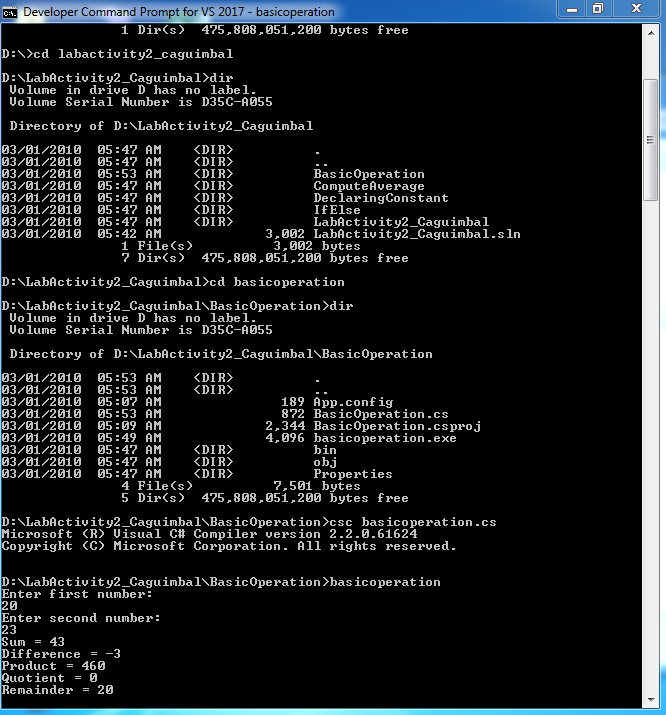 Developer Command Prompt for VS 2017 - basicoperation
1 Dir(s)  475,808,051,200 bytes free
D:\>cd labactivity2_caguimbal
D:\LabActivity2_Caguimbal>dir
Volume in drive D has no label.
Volume Serial Number is D35C-A055
Directory of D:\LabActivity2_Caguimbal
03/01/2010  05:47 AM    <DIR>          .
03/01/2010  05:47 AM    <DIR>          ..
03/01/2010  05:53 AM    <DIR>          BasicOperation
03/01/2010  05:47 AM    <DIR>          ComputeAverage
03/01/2010  05:47 AM    <DIR>          DeclaringConstant
03/01/2010  05:47 AM    <DIR>          IfElse
03/01/2010  05:47 AM    <DIR>          LabActivity2_Caguimbal
03/01/2010  05:42 AM             3,002 LabActivity2_Caguimbal.sln
1 File(s)          3,002 bytes
7 Dir(s)  475,808,051,200 bytes free
D:\LabActivity2_Caguimbal>cd basicoperation
D:\LabActivity2_Caguimbal\BasicOperation>dir
Volume in drive D has no label.
Volume Serial Number is D35C-A055
Directory of D:\LabActivity2_Caguimbal\BasicOperation
03/01/2010  05:53 AM    <DIR>          .
03/01/2010  05:53 AM    <DIR>          ..
03/01/2010  05:07 AM               189 App.config
03/01/2010  05:53 AM               872 BasicOperation.cs
03/01/2010  05:09 AM             2,344 BasicOperation.csproj
03/01/2010  05:49 AM             4,096 basicoperation.exe
03/01/2010  05:47 AM    <DIR>          bin
03/01/2010  05:47 AM    <DIR>          obj
03/01/2010  05:47 AM    <DIR>          Properties
4 File(s)          7,501 bytes
5 Dir(s)  475,808,051,200 bytes free
D:\LabActivity2_Caguimbal\BasicOperation>csc basicoperation.cs
Microsoft (R) Visual C# Compiler version 2.2.0.61624
Copyright (C) Microsoft Corporation. All rights reserved.
D:\LabActivity2_Caguimbal\BasicOperation>basicoperation
Enter first number:
20
Enter second number:
23
Sum = 43
Difference = -3
Product = 460
Quotient = 0
Remainder = 20